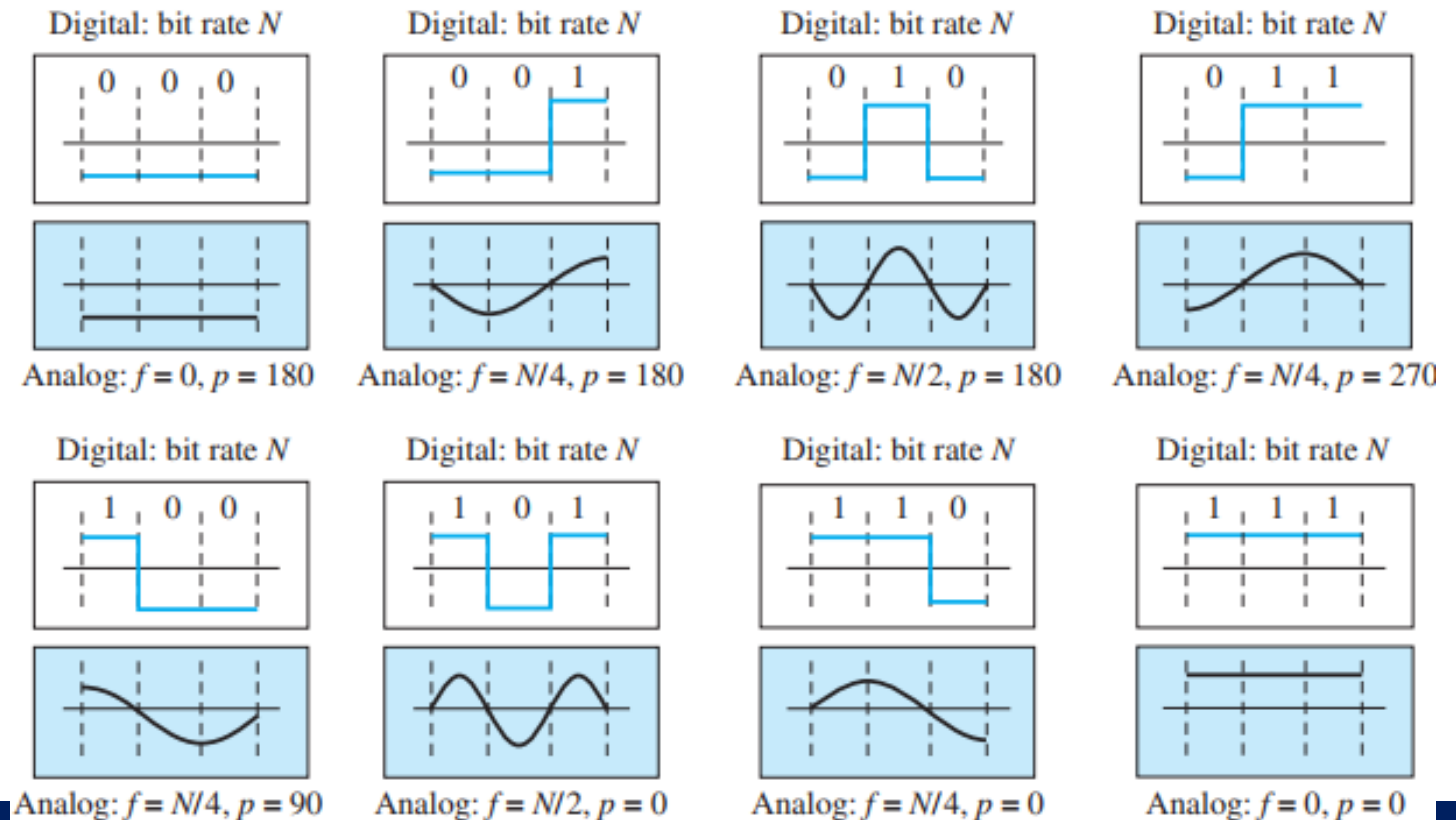 Digital: bit rate N
Digital: bit rate N
Digital: bit rate N
Digital: bit rate N
0 0 0
0 0 1
0 1 0
0 1 1
Analog: f = 0, p = 180
Analog: f = N/4, p = 180
Analog: f = N/2, p = 180
Analog: f = N/4, p = 270
Digital: bit rate N
Digital: bit rate N
Digital: bit rate N
Digital: bit rate N
1 0 0
1 0 1
1 1 0
1 1 1
Analog: f = N/4, p = 90
Analog: f = N/2, p = 0
Analog: f = N/4, p = 0
Analog: f = 0, p = 0